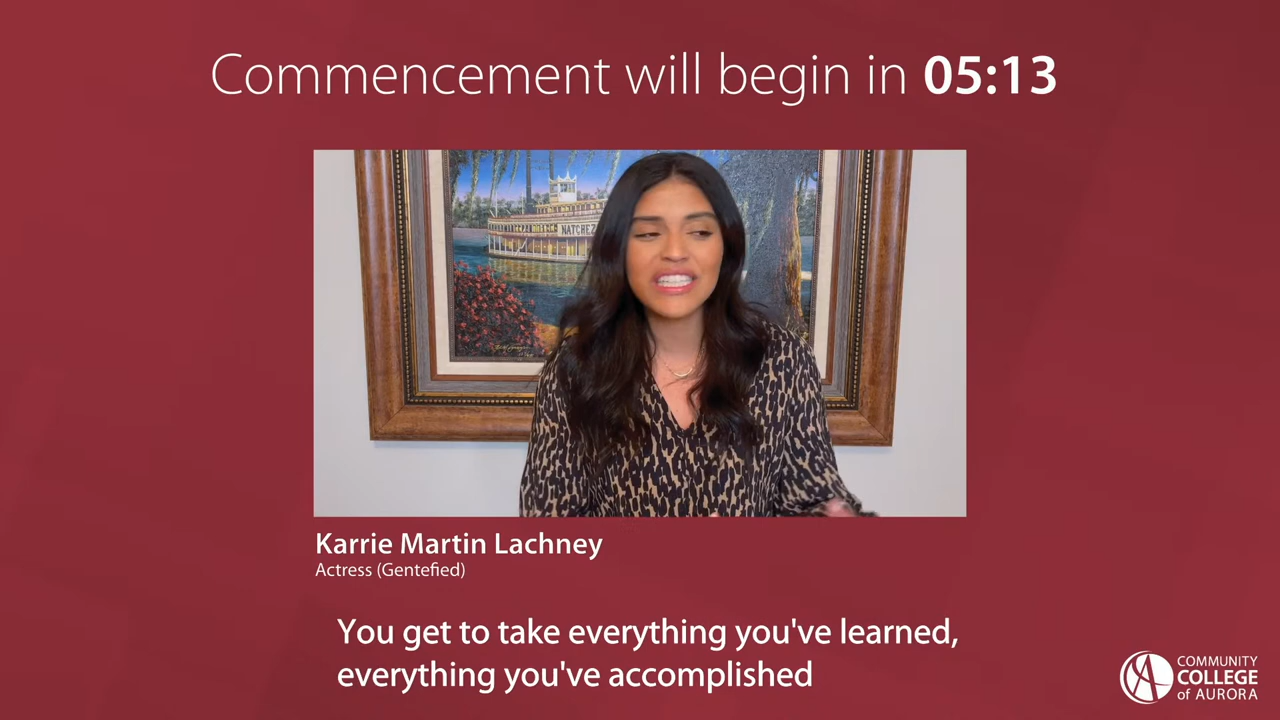 Commencement will begin in 05:13
NATCHEZ
Karrie Martin Lachney
Actress (Gentefied)
You get to take everything you've learned,
everything you've accomplished
COMMUNITY
COLLEGE
of AURORA